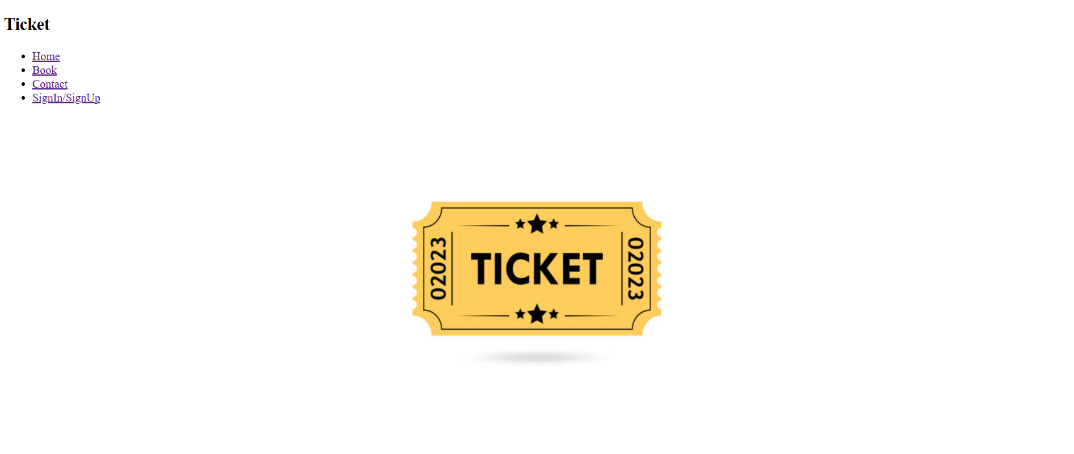 Ticket
Home
Book
Contact
SignIn/SignUp
02023
TICKET
02023